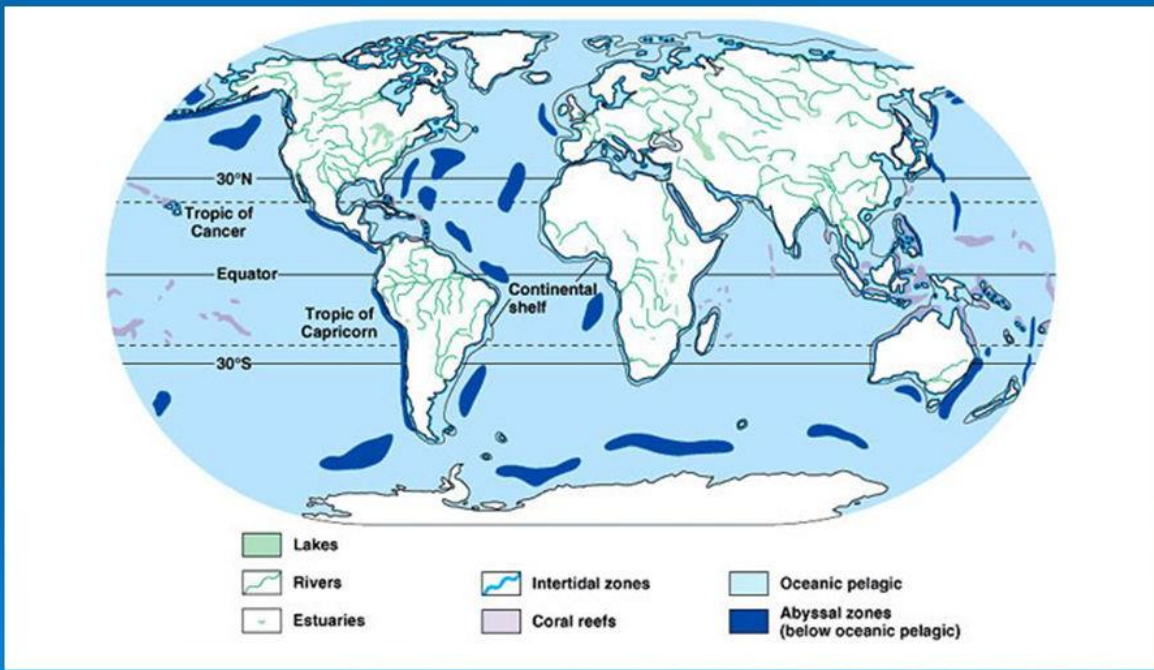 30°N
Tropic of
Cancer
Equator
Continental
shelf
Tropic of
Capricorn
30°S
Lakes
Rivers
Estuaries
Intertidal zones
Coral reefs
Oceanic pelagic
Abyssal zones
(below oceanic pelagic)